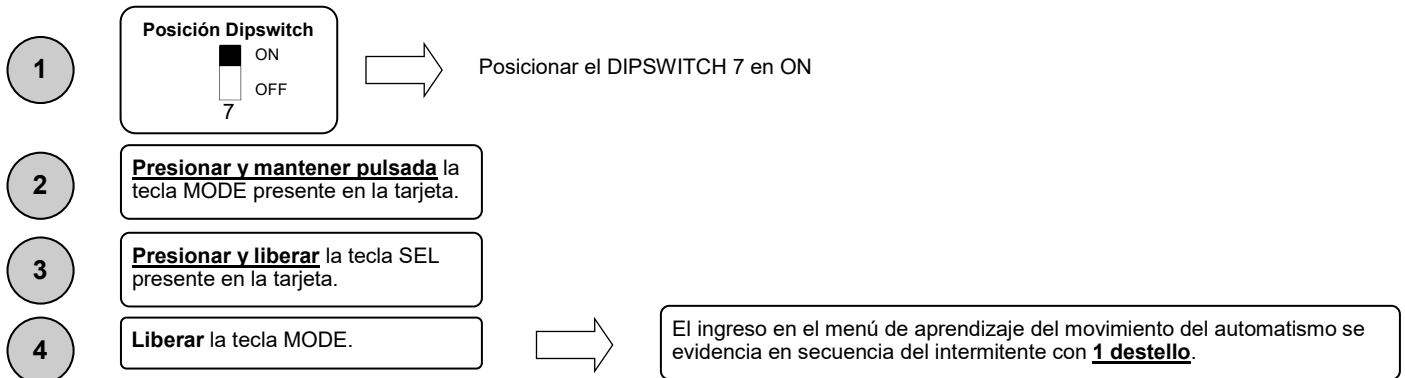 1
Posición Dipswitch
ON
OFF
7
Posicionar el DIPSWITCH 7 en ON
2
Presionar y mantener pulsada la
tecla MODE presente en la tarjeta.
3
Presionar y liberar la tecla SEL
presente en la tarjeta.
4
Liberar la tecla MODE.
El ingreso en el menú de aprendizaje del movimiento del automatismo se
evidencia en secuencia del intermitente con 1 destello.